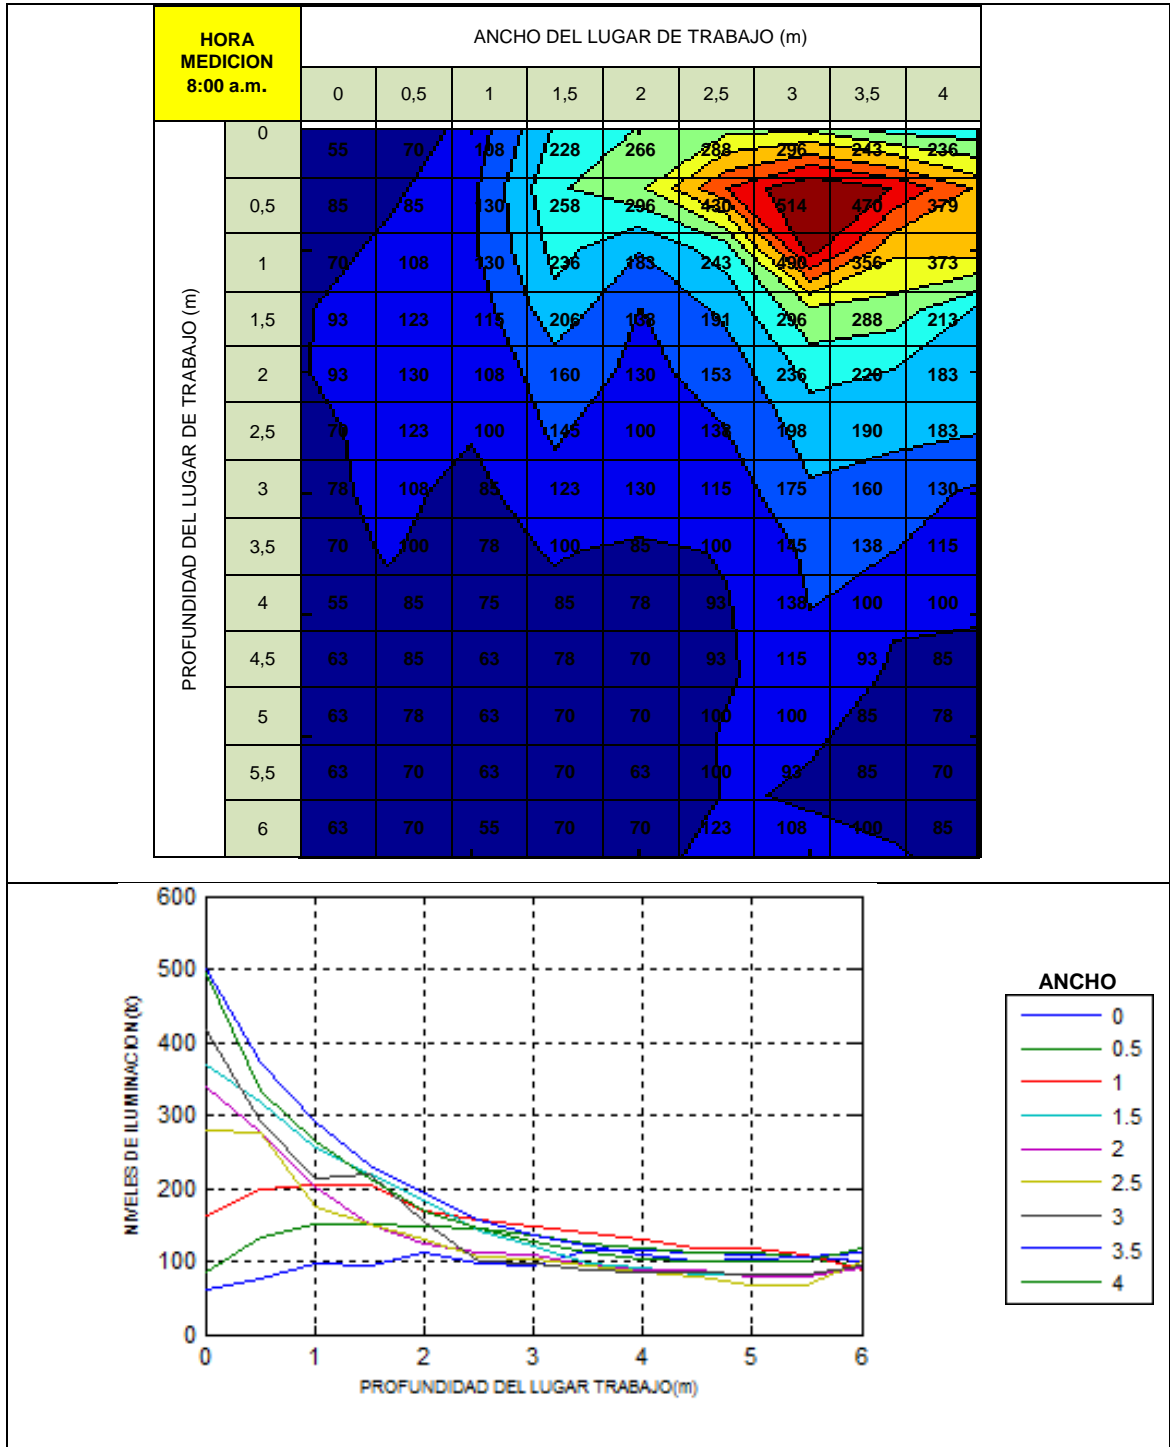 HORA
MEDICION
8:00 a.m.
ANCHO DEL LUGAR DE TRABAJO (m)
0 0,5 1 1,5 2 2,5 3 3,5 4
PROFUNDIDAD DEL LUGAR DE TRABAJO (m)
0 55 70 108 228 266 288 296 243 236
0,5 85 85 130 258 296 430 514 470 379
1 70 108 130 236 183 243 490 356 373
1,5 93 123 115 206 138 191 296 288 213
2 93 130 108 160 130 153 236 220 183
2,5 70 123 100 145 100 138 198 190 183
3 78 108 85 123 130 115 175 160 130
3,5 70 100 78 100 85 100 145 138 115
4 55 85 75 85 78 93 138 100 100
4,5 63 85 63 78 70 93 115 93 85
5 63 78 63 70 70 100 100 85 78
5,5 63 70 63 70 63 100 93 85 70
6 63 70 55 70 70 123 108 100 85
600
500
400
300
200
100
0
NIVELES DE ILUMINACION(lx)
0 1 2 3 4 5 6
PROFUNDIDAD DEL LUGAR TRABAJO(m)
ANCHO
0
0.5
1
1.5
2
2.5
3
3.5
4